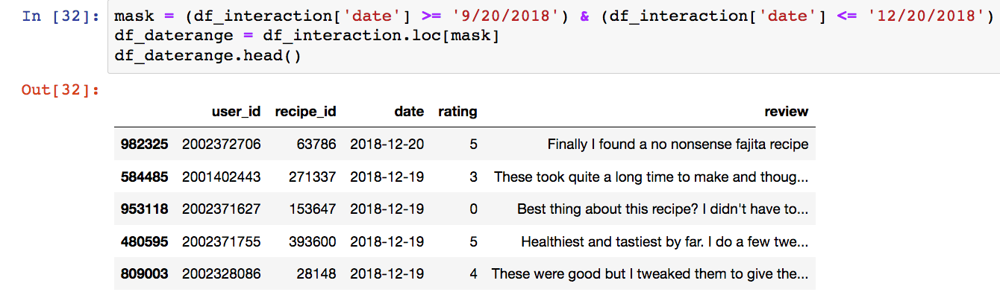 In [32]: mask = (df_interaction['date'] >= '9/20/2018') & (df_interaction['date'] <= '12/20/2018')
df_daterange = df_interaction.loc[mask]
df_daterange.head()
Out[32]:
user_id recipe_id date rating review
982325 2002372706 63786 2018-12-20 5 Finally I found a no nonsense fajita recipe
584485 2001402443 271337 2018-12-19 3 These took quite a long time to make and thoug...
953118 2002371627 153647 2018-12-19 0 Best thing about this recipe? I didn't have to...
480595 2002371755 393600 2018-12-19 5 Healthiest and tastiest by far. I do a few twe...
809003 2002328086 28148 2018-12-19 4 These were good but I tweaked them to give the...